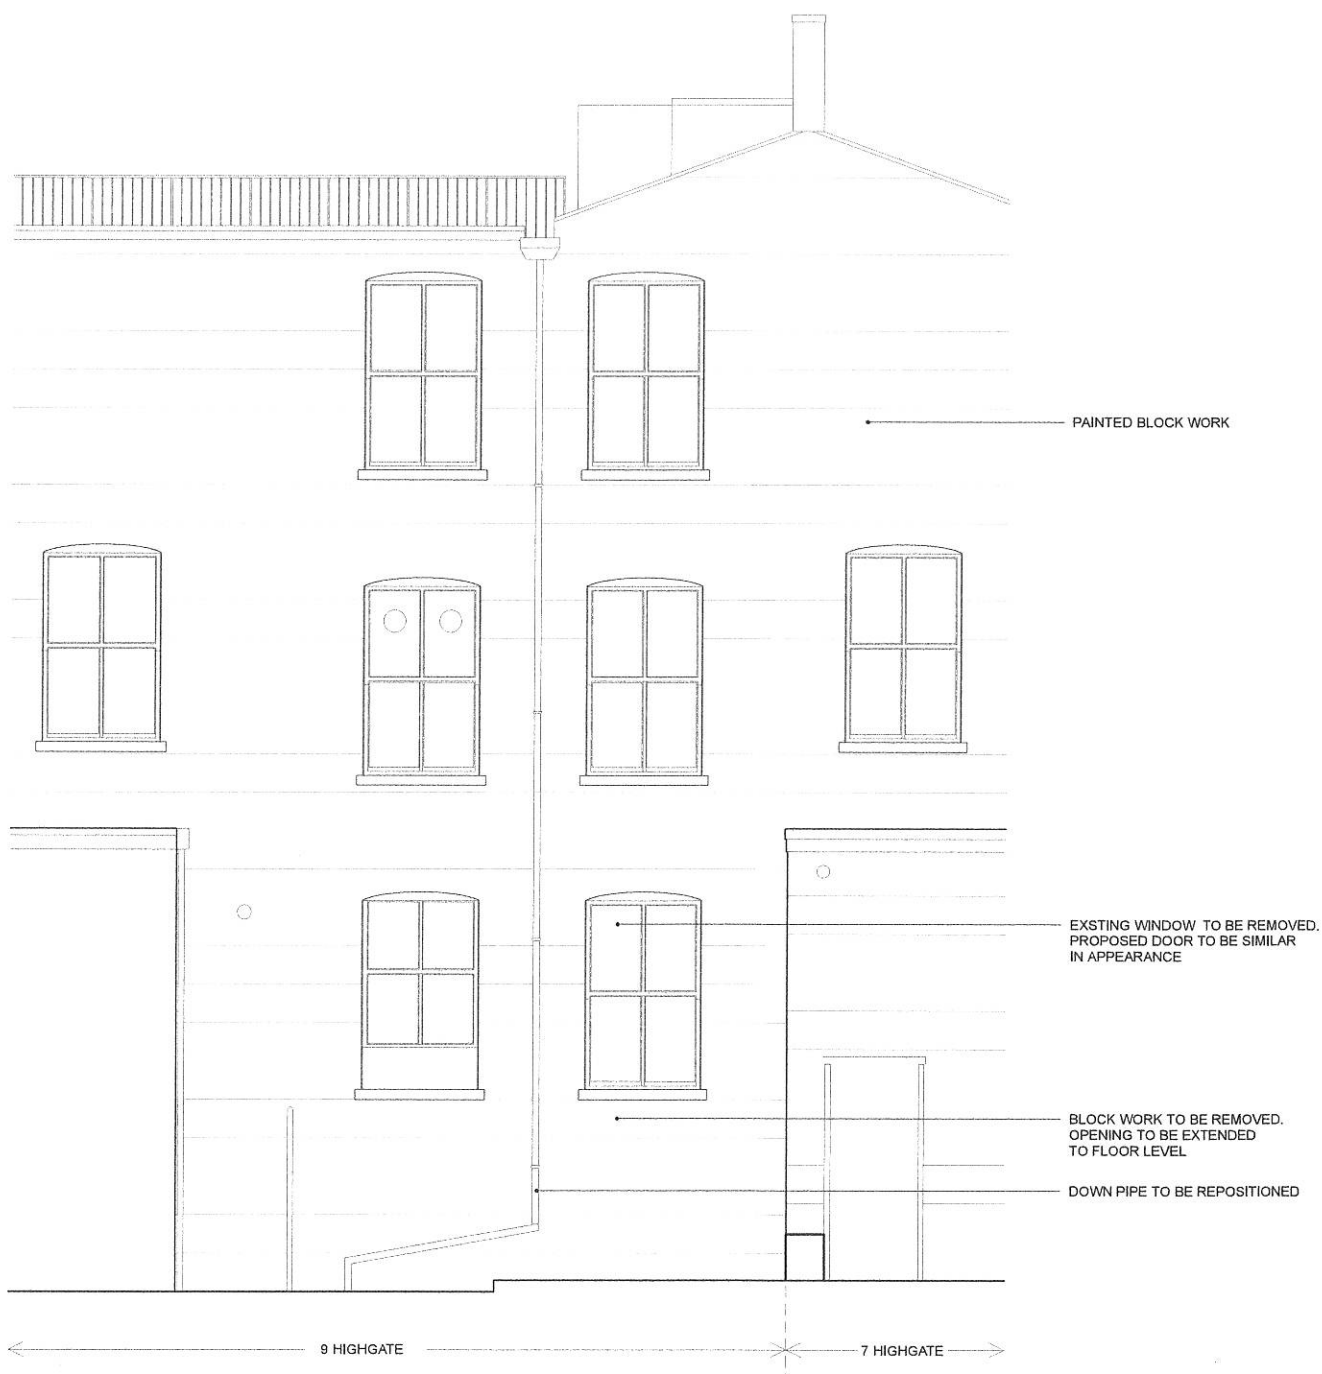 PAINTED BLOCK WORK
EXSTING WINDOW TO BE REMOVED.
PROPOSED DOOR TO BE SIMILAR
IN APPEARANCE
BLOCK WORK TO BE REMOVED.
OPENING TO BE EXTENDED
TO FLOOR LEVEL
DOWN PIPE TO BE REPOSITIONED
9 HIGHGATE
7 HIGHGATE